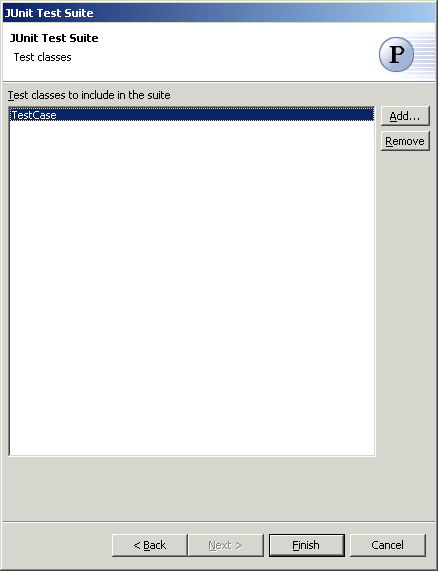 JUnit Test Suite
JUnit Test Suite
Test classes
P
Test classes to include in the suite
TestCase
Add...
Remove
< Back
Next >
Finish
Cancel